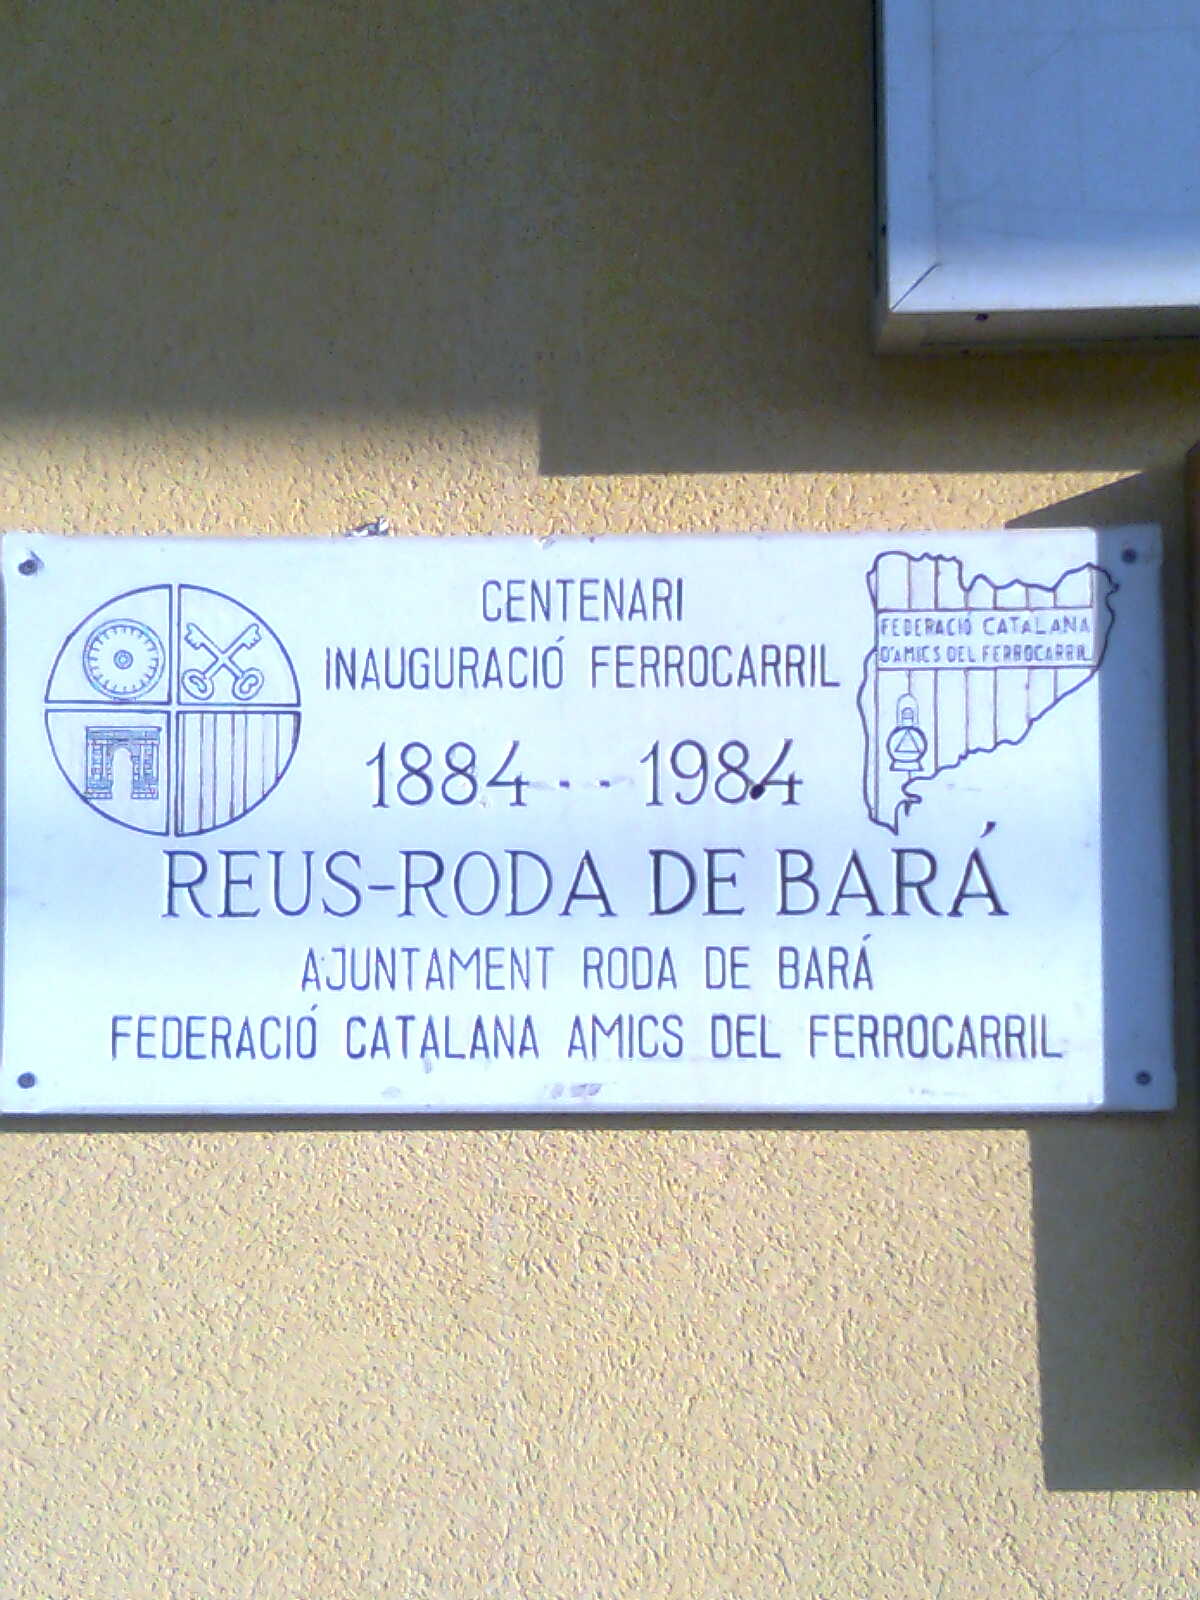 CENTENARI
INAUGURACIÓ FERROCARRIL
1884 - - 1984
REUS-RODA DE BARÁ
AJUNTAMENT RODA DE BARÁ
FEDERACIÓ CATALANA AMICS DEL FERROCARRIL
FEDERACIÓ CATALANA
D'AMICS DEL FERROCARRIL